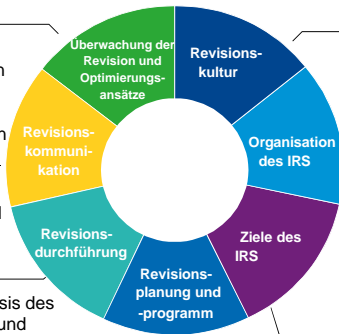 Überwachung der
Revision und
Optimierungs-
ansätze
Revisions-
kultur
Organisation
des IRS
Ziele des
IRS
Revisions-
planung und
-programm
Revisions-
durchführung
Revisions-
kommuni-
kation
sis des
und